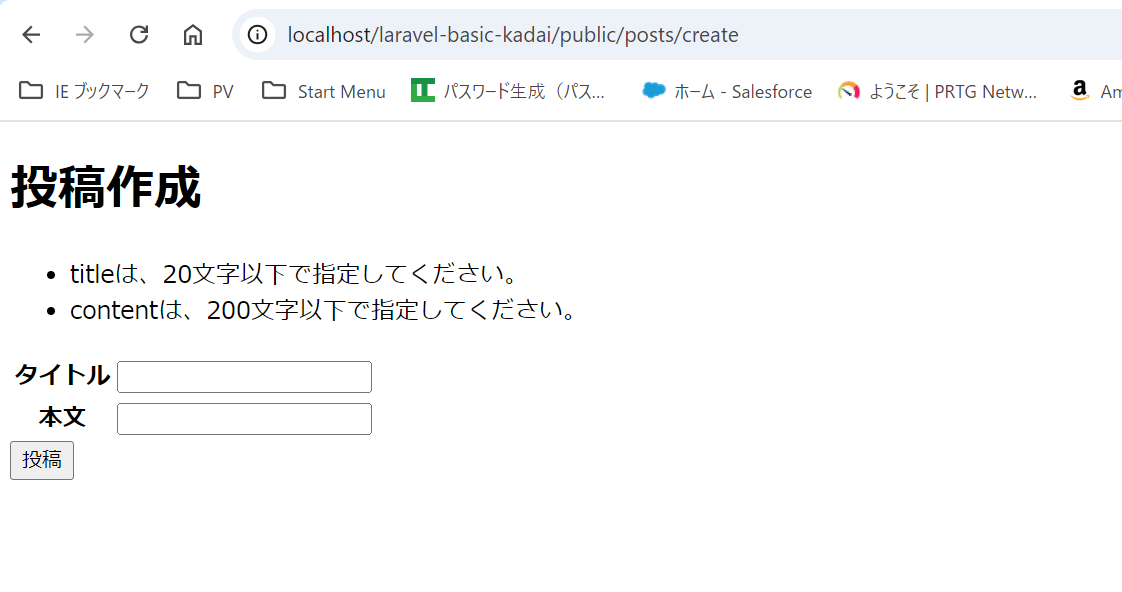 localhost/laravel-basic-kadai/public/posts/create
IE ブックマーク PV Start Menu パスワード生成（パス... ホーム - Salesforce ようこそ | PRTG Netw... Am
投稿作成
titleは、20文字以下で指定してください。
contentは、200文字以下で指定してください。
タイトル
本文
投稿